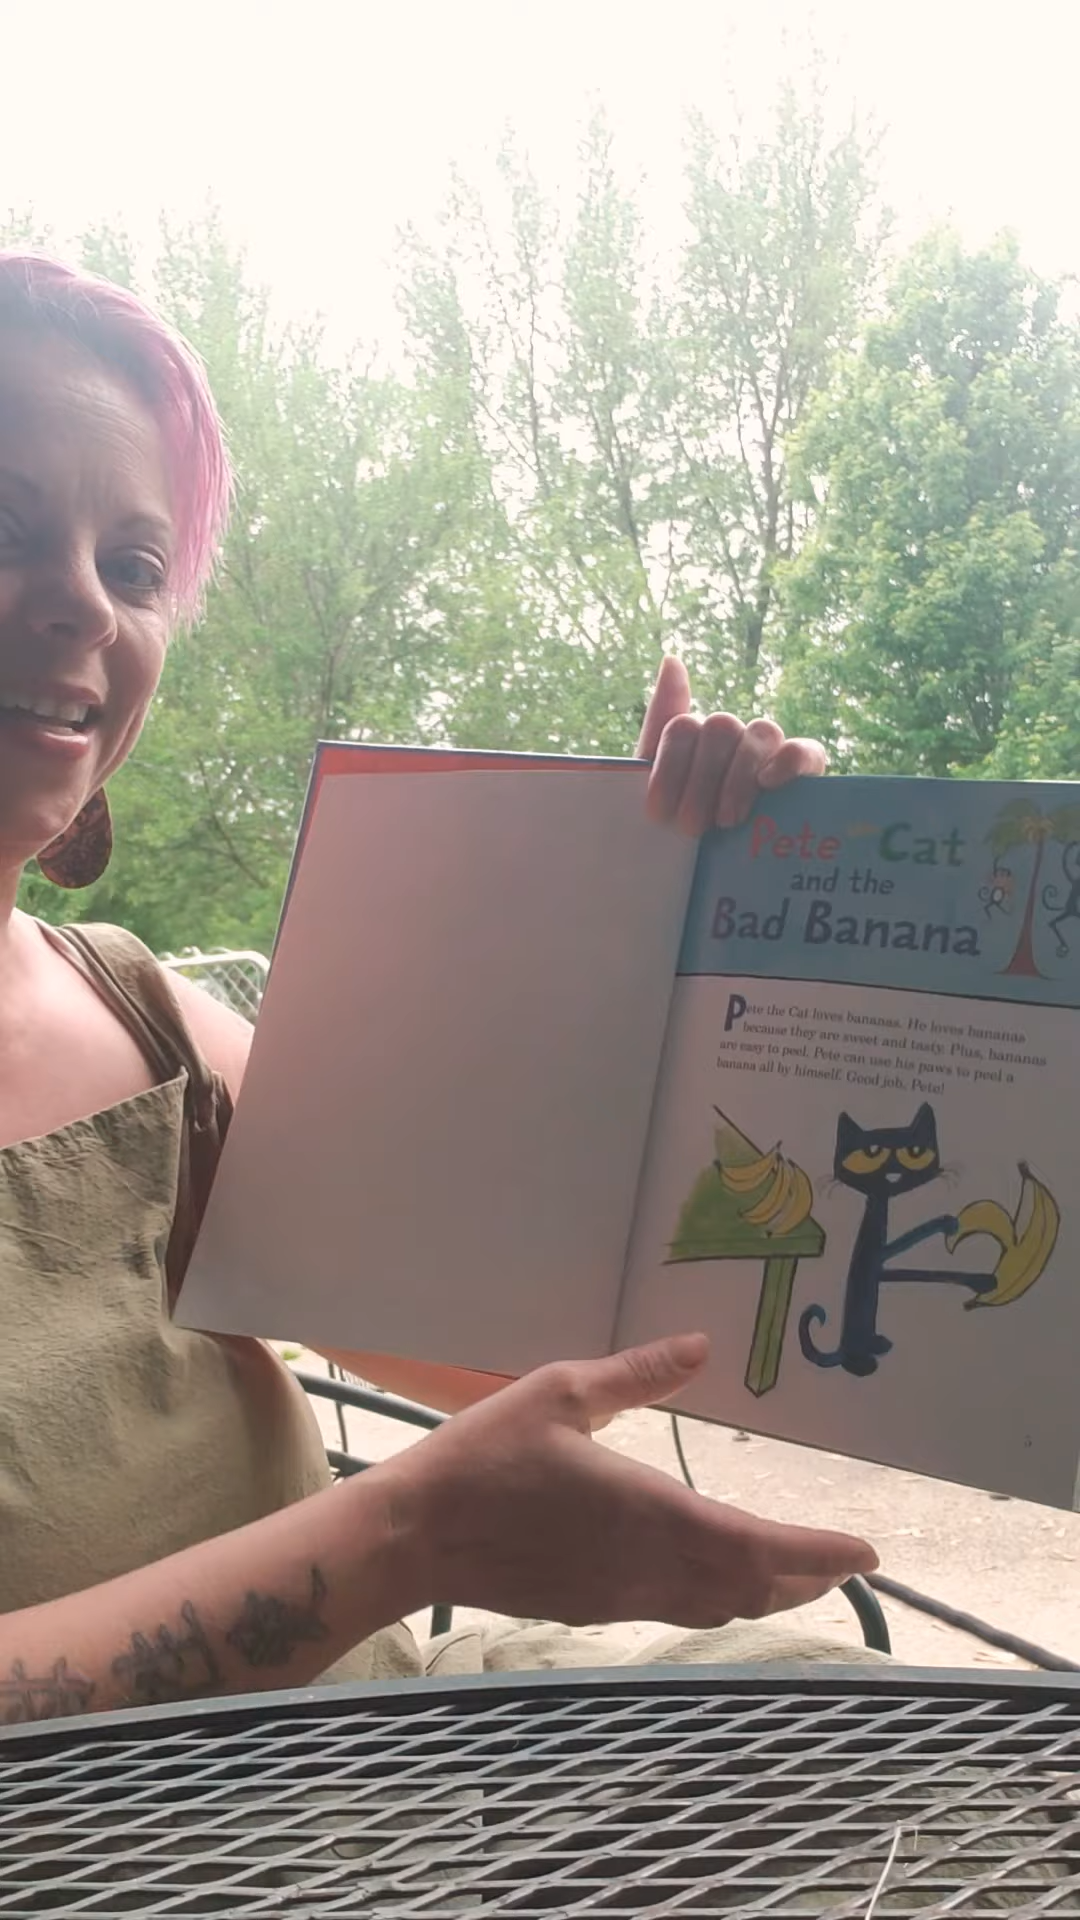 Pete the Cat
and the
Bad Banana
Pete the Cat loves bananas. He loves bananas
because they are sweet and tasty. Plus, bananas
are easy to peel. Pete can use his paws to peel a
banana all by himself. Good job, Pete!
5